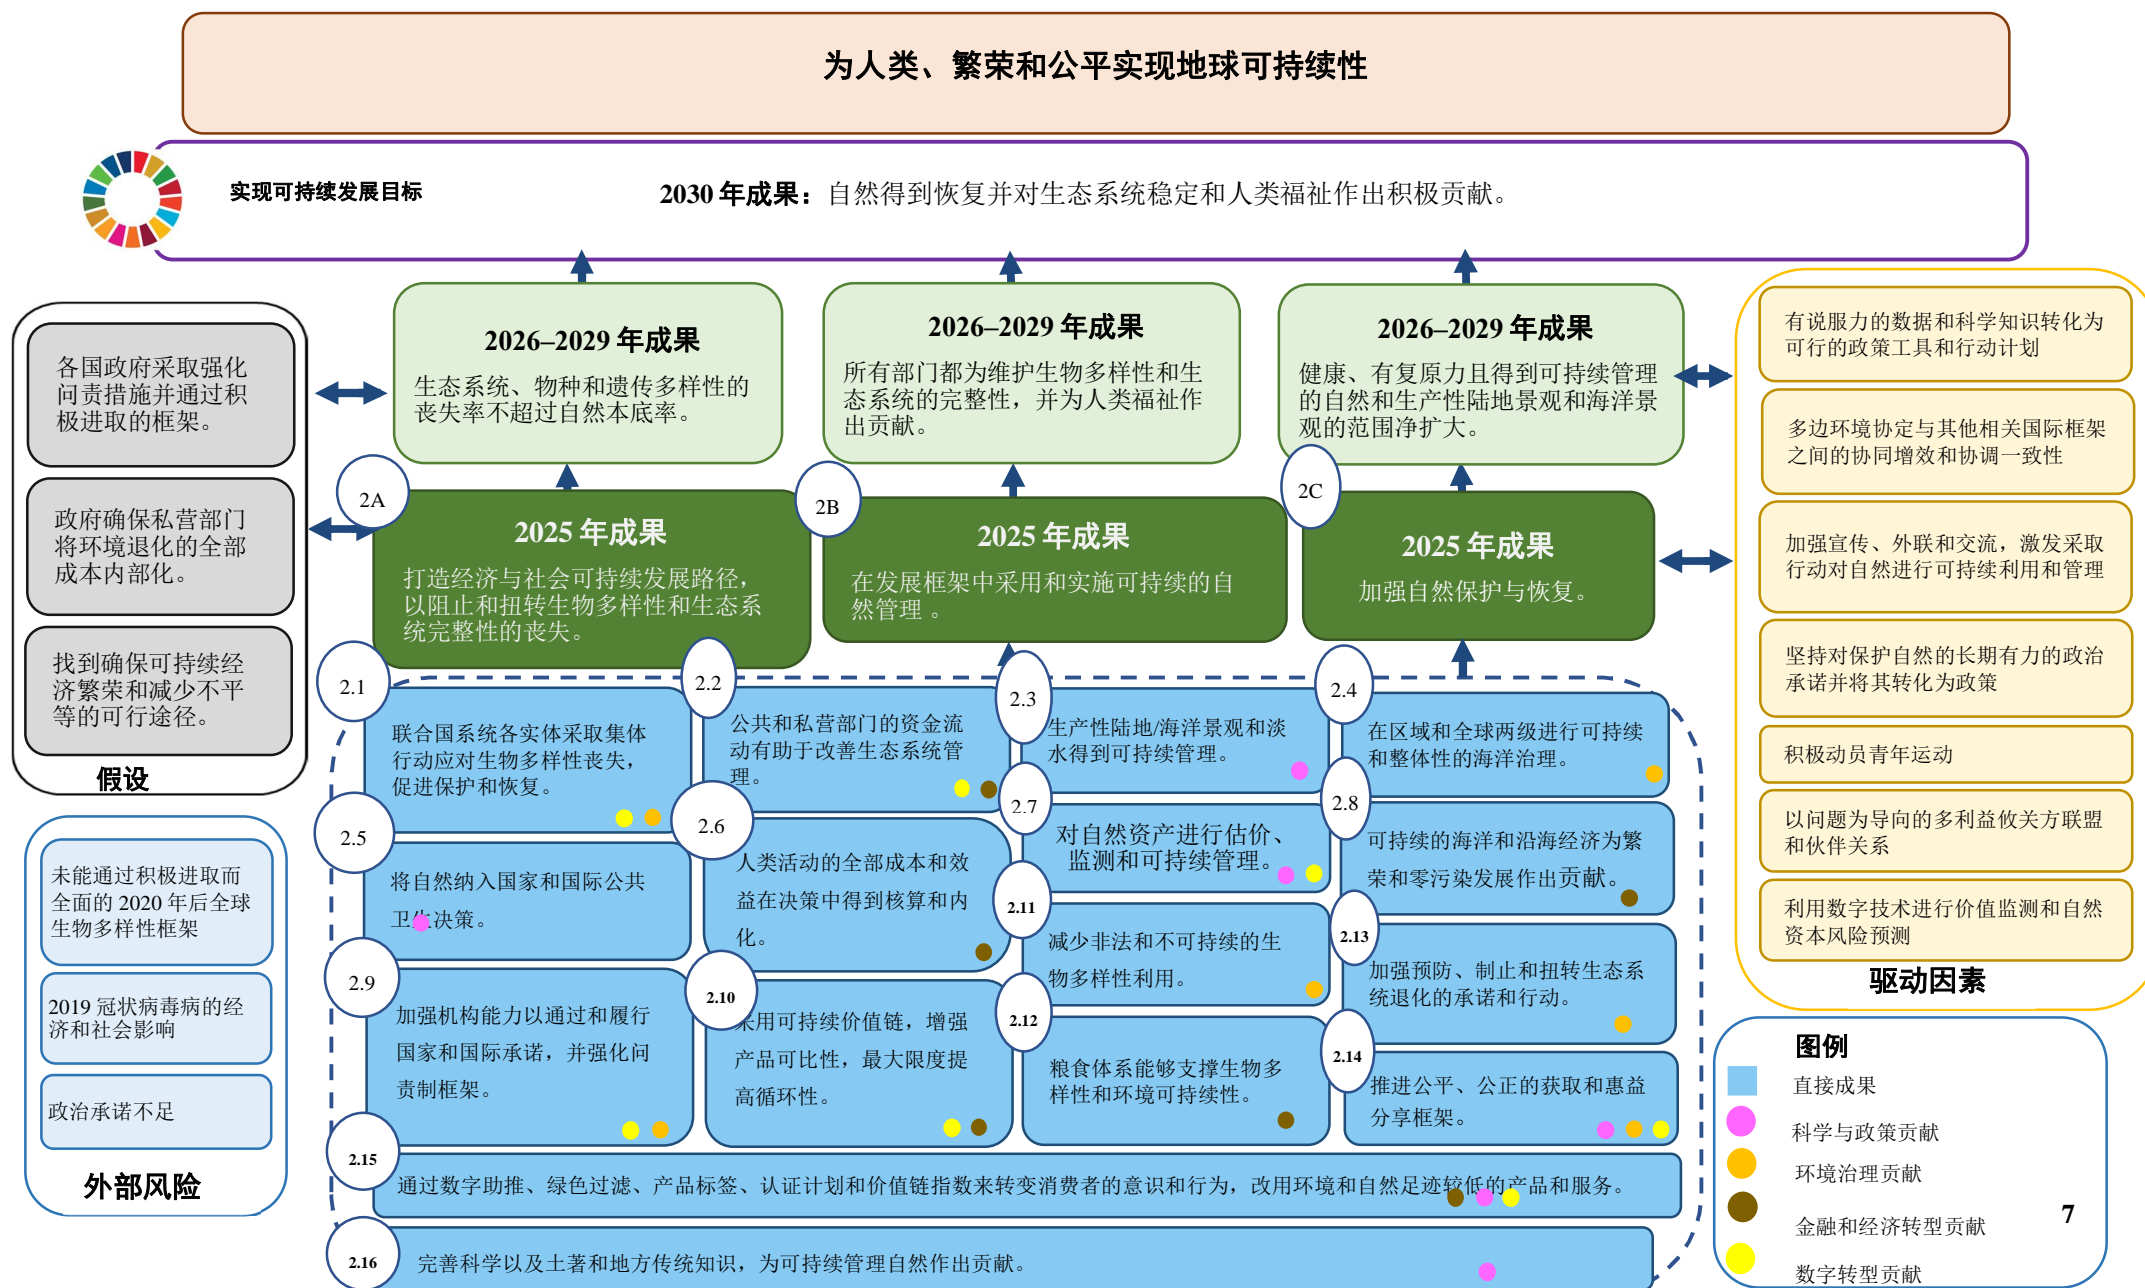 为人类、繁荣和公平实现地球可持续性
实现可持续发展目标
2030 年成果：自然得到恢复并对生态系统稳定和人类福祉作出积极贡献。
各国政府采取强化
问责措施并通过积
极进取的框架。
政府确保私营部门
将环境退化的全部
成本内部化。
找到确保可持续经
济繁荣和减少不平
等的可行途径。
假设
未能通过积极进取而
全面的 2020 年后全球
生物多样性框架
2019 冠状病毒病的经
济和社会影响
政治承诺不足
外部风险
2026–2029 年成果
生态系统、物种和遗传多样性的
丧失率不超过自然本底率。
2026–2029 年成果
所有部门都为维护生物多样性和生
态系统的完整性，并为人类福祉作
出贡献。
2026–2029 年成果
健康、有复原力且得到可持续管理
的自然和生产性陆地景观和海洋景
观的范围净扩大。
2A
2025 年成果
打造经济与社会可持续发展路径，
以阻止和扭转生物多样性和生态系
统完整性的丧失。
2B
2025 年成果
在发展框架中采用和实施可持续的自
然管理 。
2C
2025 年成果
加强自然保护与恢复。
2.1
联合国系统各实体采取集体
行动应对生物多样性丧失，
促进保护和恢复。
2.2
公共和私营部门的资金流
动有助于改善生态系统管
理。
2.3
生产性陆地/海洋景观和淡
水得到可持续管理。
2.4
在区域和全球两级进行可持续
和整体性的海洋治理。
2.5
将自然纳入国家和国际公共
卫生决策。
2.6
人类活动的全部成本和效
益在决策中得到核算和内
化。
2.7
对自然资产进行估价、
监测和可持续管理。
2.8
可持续的海洋和沿海经济为繁
荣和零污染发展作出贡献。
2.9
加强机构能力以通过和履行
国家和国际承诺，并强化问
责制框架。
2.10
采用可持续价值链，增强
产品可比性，最大限度提
高循环性。
2.11
减少非法和不可持续的生
物多样性利用。
2.12
粮食体系能够支撑生物多
样性和环境可持续性。
2.13
加强预防、制止和扭转生态系
统退化的承诺和行动。
2.14
推进公平、公正的获取和惠益
分享框架。
2.15
通过数字助推、绿色过滤、产品标签、认证计划和价值链指数来转变消费者的意识和行为，改用环境和自然足迹较低的产品和服务。
2.16
完善科学以及土著和地方传统知识，为可持续管理自然作出贡献。
有说服力的数据和科学知识转化为
可行的政策工具和行动计划
多边环境协定与其他相关国际框架
之间的协同增效和协调一致性
加强宣传、外联和交流，激发采取
行动对自然进行可持续利用和管理
坚持对保护自然的长期有力的政治
承诺并将其转化为政策
积极动员青年运动
以问题为导向的多利益攸关方联盟
和伙伴关系
利用数字技术进行价值监测和自然
资本风险预测
驱动因素
图例
直接成果
科学与政策贡献
环境治理贡献
金融和经济转型贡献
数字转型贡献
7